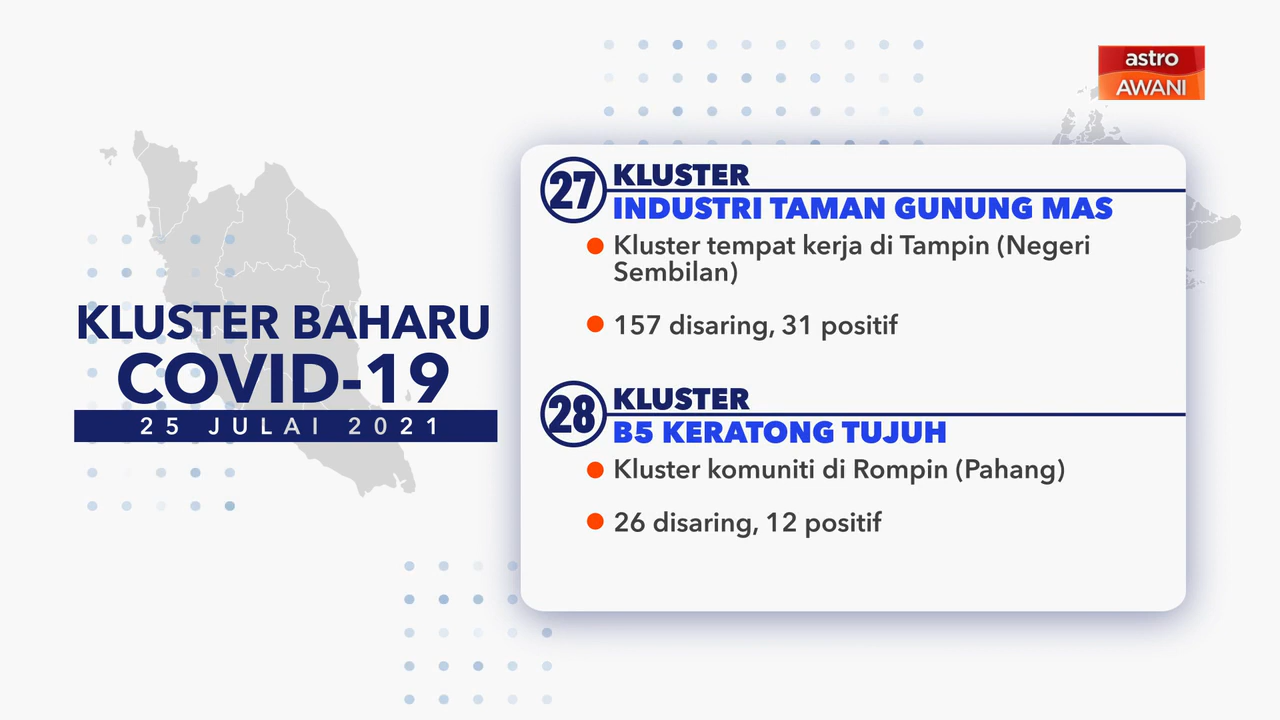 astro
AWANI
KLUSTER BAHARU
COVID-19
25 JULAI 2021
27
KLUSTER
INDUSTRI TAMAN GUNUNG MAS
Kluster tempat kerja di Tampin (Negeri
Sembilan)
157 disaring, 31 positif
28
KLUSTER
B5 KERATONG TUJUH
Kluster komuniti di Rompin (Pahang)
26 disaring, 12 positif